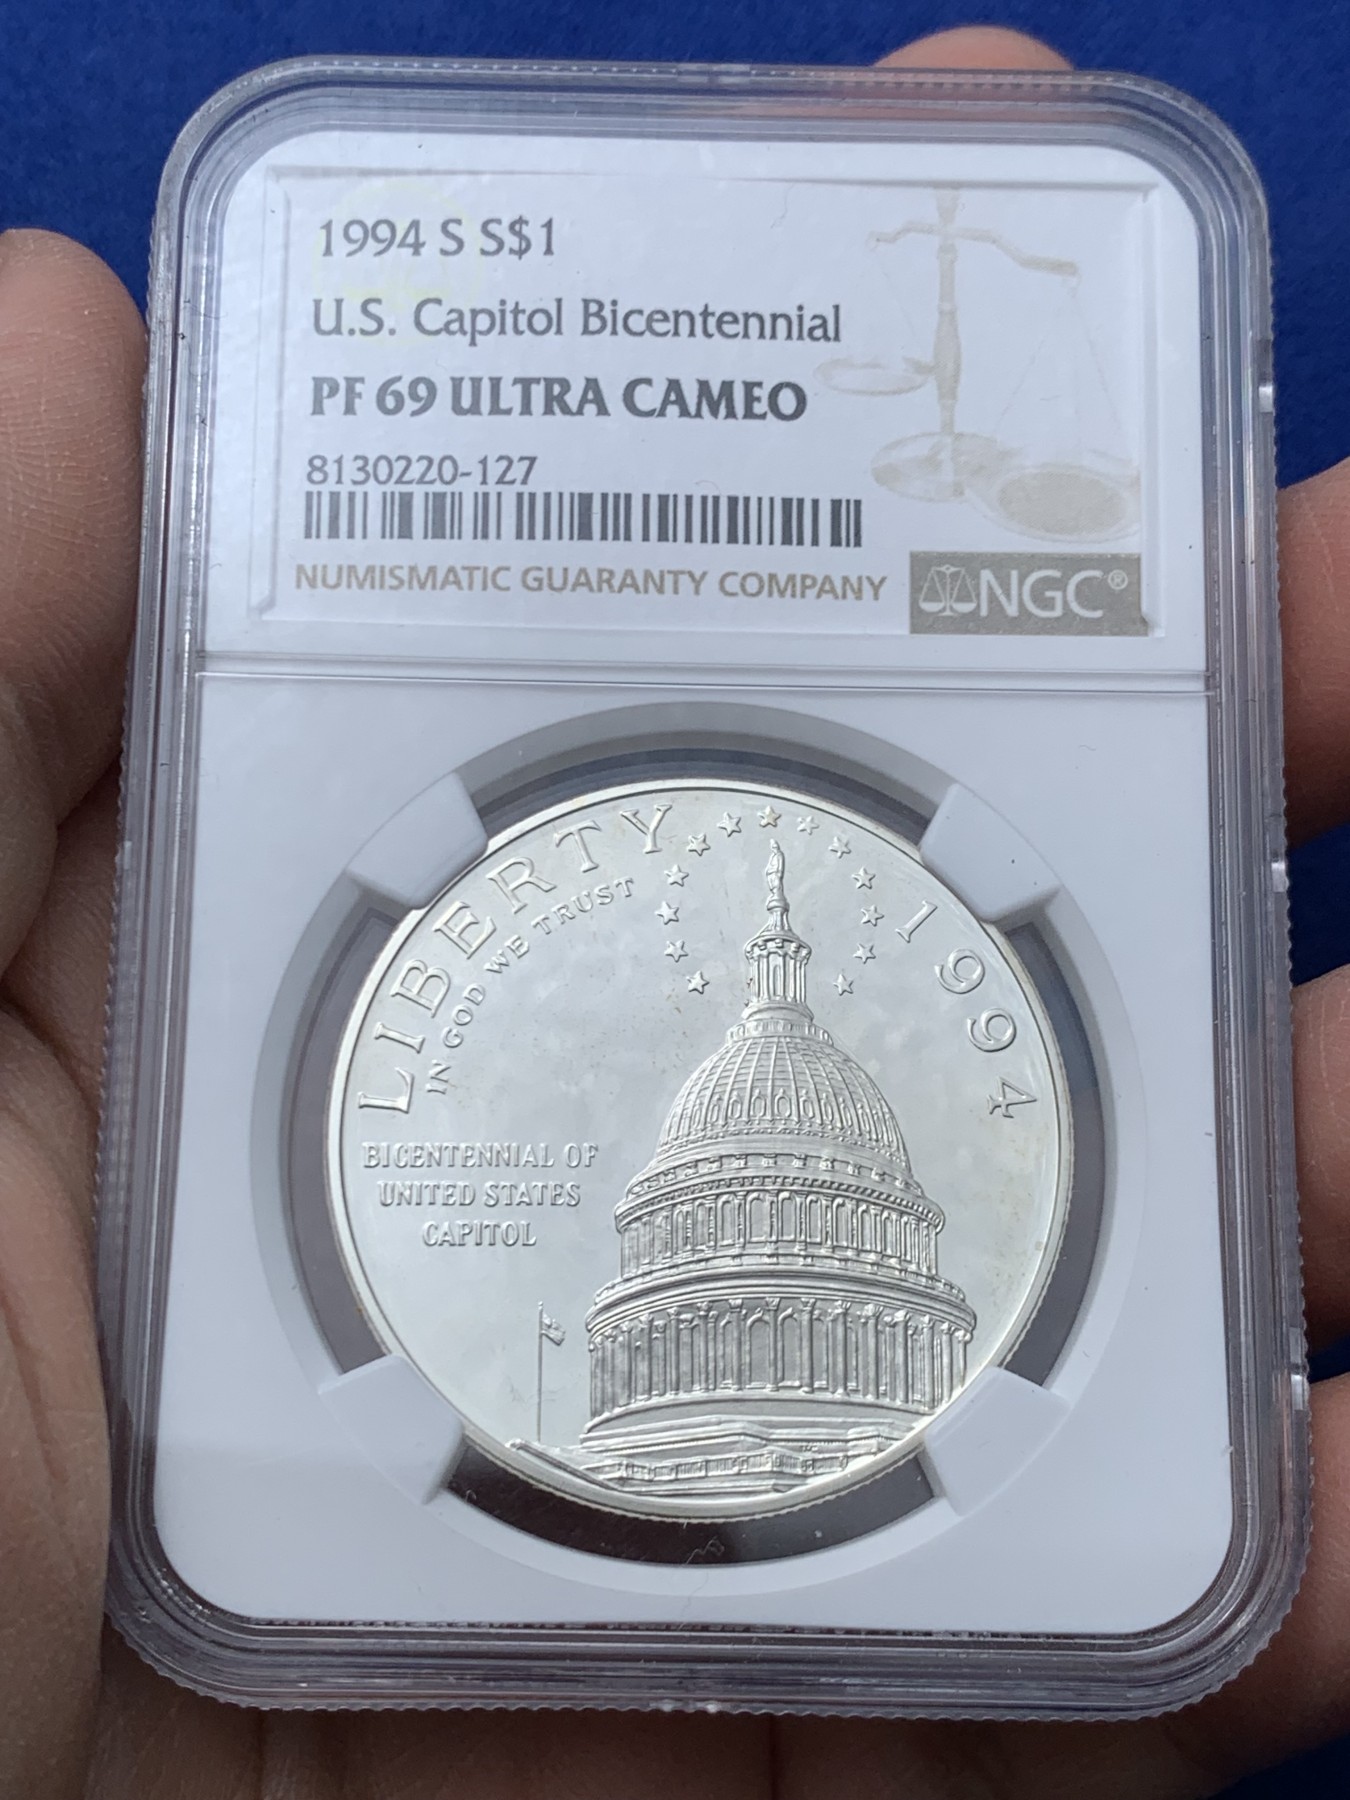 1994 S S$1
U.S. Capitol Bicentennial
PF 69 ULTRA CAMEO
8130220-127
NUMISMATIC GUARANTY COMPANY
NGC®
LIBERTY
IN GOD WE TRUST
1994
BICENTENNIAL OF
UNITED STATES
CAPITOL